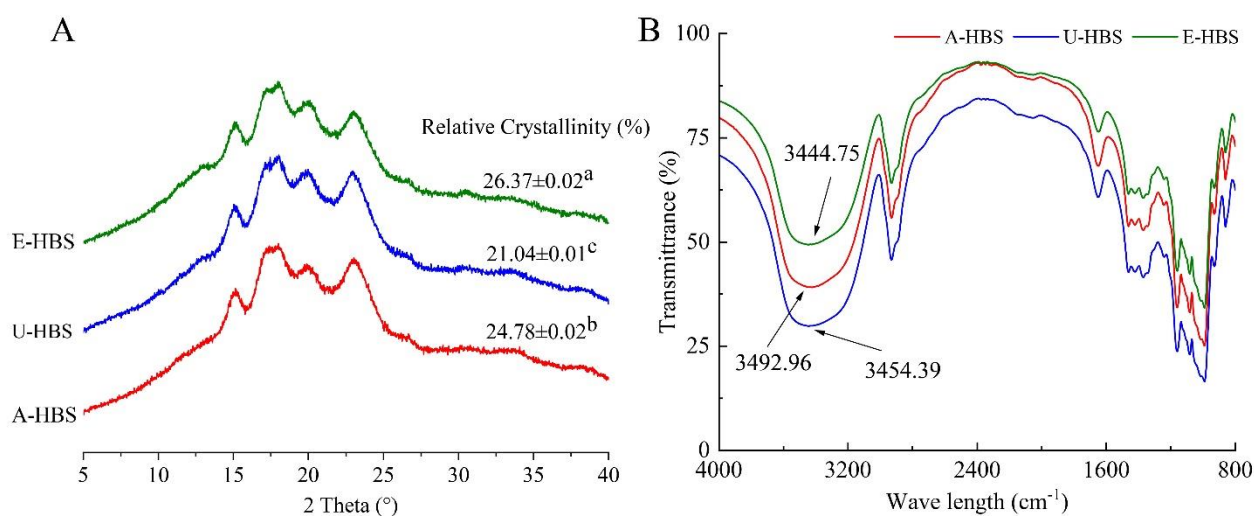 A
Relative Crystallinity (%)
26.37±0.02a
E-HBS
21.04±0.01c
U-HBS
24.78±0.02b
A-HBS
5 10 15 20 25 30 35 40
2 Theta (°)
B
A-HBS U-HBS E-HBS
100
75
50
25
0
Transmittrance (%)
3444.75
3492.96
3454.39
4000 3200 2400 1600 800
Wave length (cm-1)